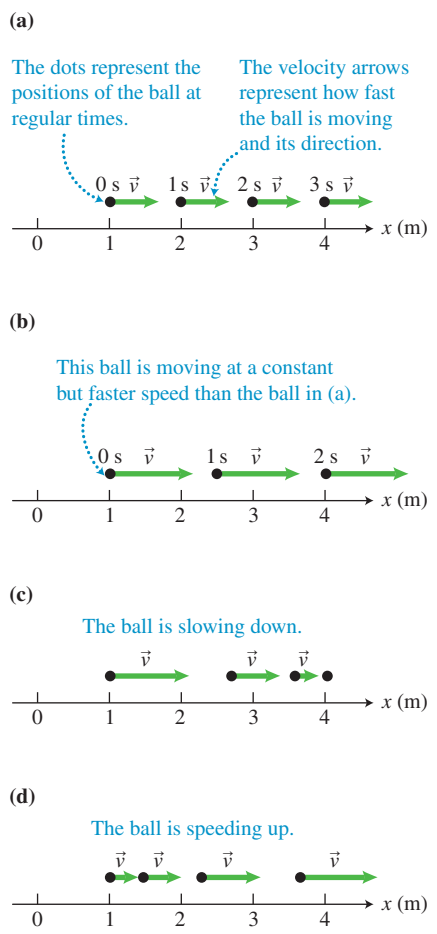 (a)
The dots represent the
positions of the ball at
regular times.
The velocity arrows
represent how fast
the ball is moving
and its direction.
0 s v⃗ 1 s v⃗ 2 s v⃗ 3 s v⃗
0 1 2 3 4 x (m)
(b)
This ball is moving at a constant
but faster speed than the ball in (a).
0 s v⃗ 1 s v⃗ 2 s v⃗
0 1 2 3 4 x (m)
(c)
The ball is slowing down.
v⃗ v⃗ v⃗
0 1 2 3 4 x (m)
(d)
The ball is speeding up.
v⃗ v⃗ v⃗ v⃗
0 1 2 3 4 x (m)